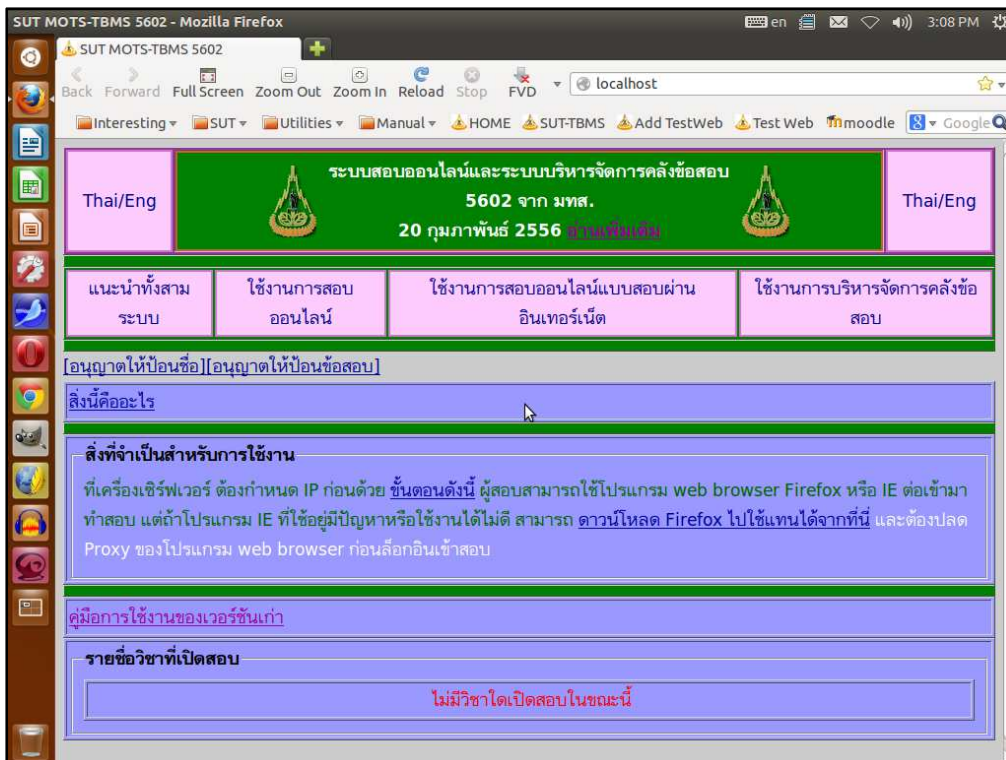 SUT MOTS-TBMS 5602 - Mozilla Firefox
en
3:08 PM
SUT MOTS-TBMS 5602
Back Forward Full Screen Zoom Out Zoom In Reload Stop FVD localhost
Interesting SUT Utilities Manual HOME SUT-TBMS Add TestWeb Test Web moodle Google
Thai/Eng
ระบบสอบออนไลน์และระบบบริหารจัดการคลังข้อสอบ
5602 จาก มทส.
20 กุมภาพันธ์ 2556 อ่านเพิ่มเติม
Thai/Eng
แนะนำทั้งสาม
ระบบ
ใช้งานการสอบ
ออนไลน์
ใช้งานการสอบออนไลน์แบบสอบผ่าน
อินเทอร์เน็ต
ใช้งานการบริหารจัดการคลังข้อ
สอบ
[อนุญาตให้ป้อนชื่อ][อนุญาตให้ป้อนข้อสอบ]
สิ่งนี้คืออะไร
สิ่งที่จำเป็นสำหรับการใช้งาน
ที่เครื่องเซิร์ฟเวอร์ ต้องกำหนด IP ก่อนด้วย ขั้นตอนดังนี้ ผู้สอบสามารถใช้โปรแกรม web browser Firefox หรือ IE ต่อเข้ามา
ทำสอบ แต่ถ้าโปรแกรม IE ที่ใช้อยู่มีปัญหาหรือใช้งานได้ไม่ดี สามารถ ดาวน์โหลด Firefox ไปใช้แทนได้จากที่นี่ และต้องปลด
Proxy ของโปรแกรม web browser ก่อนล็อกอินเข้าสอบ
คู่มือการใช้งานของเวอร์ชันเก่า
รายชื่อวิชาที่เปิดสอบ
ไม่มีวิชาใดเปิดสอบในขณะนี้